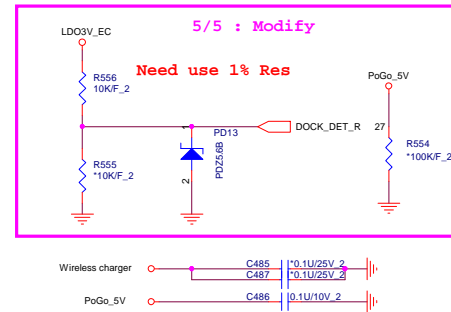 5/5 : Modify
LDO3V_EC
Need use 1% Res
R556
10K/F_2
PoGo_5V
1
PD13
DOCK_DET_R
27
R554
*100K/F_2
R555
*10K/F_2
PDZ5.6B
2
Wireless charger
C485
*0.1U/25V_2
C487
*0.1U/25V_2
PoGo_5V
C486
0.1U/10V_2